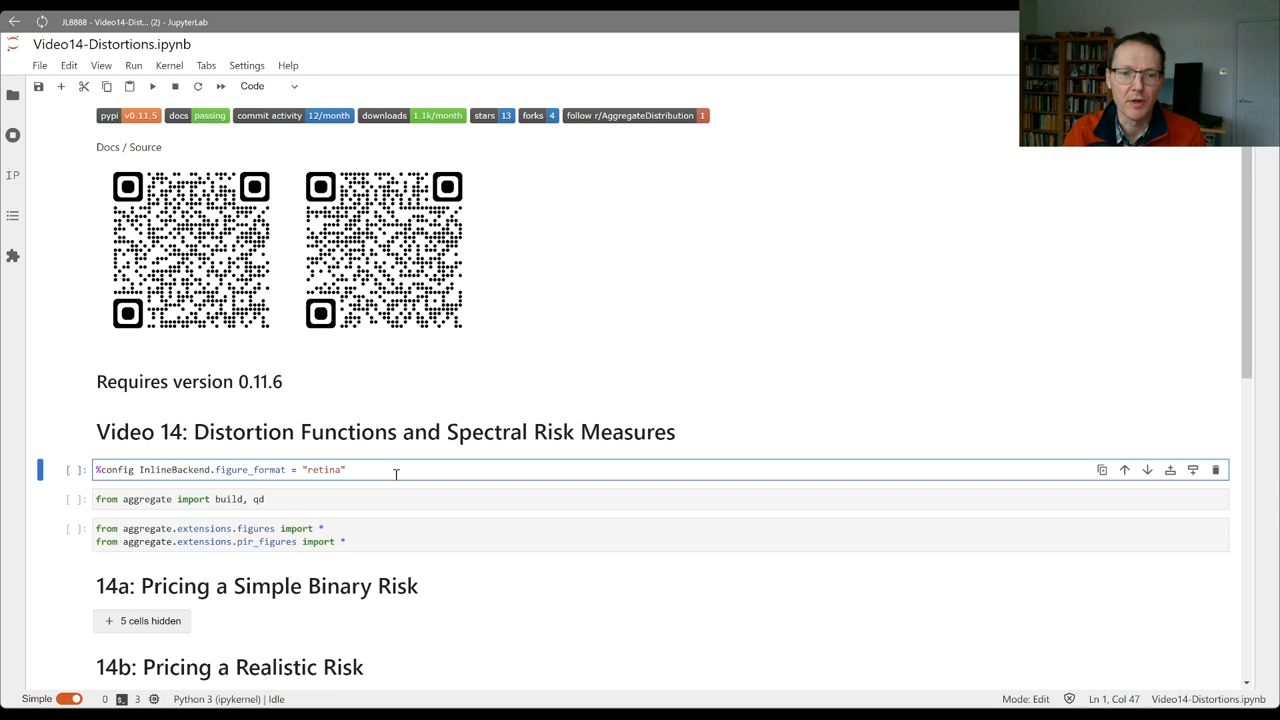 JL8888 - Video14-Dist... (2) - JupyterLab
Video14-Distortions.ipynb
File Edit View Run Kernel Tabs Settings Help
Code
pypi v0.11.5 docs passing commit activity 12/month downloads 1.1k/month stars 13 forks 4 follow r/AggregateDistribution 1
Docs / Source
IP
Requires version 0.11.6
Video 14: Distortion Functions and Spectral Risk Measures
[ ]: %config InlineBackend.figure_format = "retina"
[ ]: from aggregate import build, qd
[ ]: from aggregate.extensions.figures import *
from aggregate.extensions.pir_figures import *
14a: Pricing a Simple Binary Risk
+ 5 cells hidden
14b: Pricing a Realistic Risk
Simple 0 3 Python 3 (ipykernel) | Idle Mode: Edit Ln 1, Col 47 Video14-Distortions.ipynb